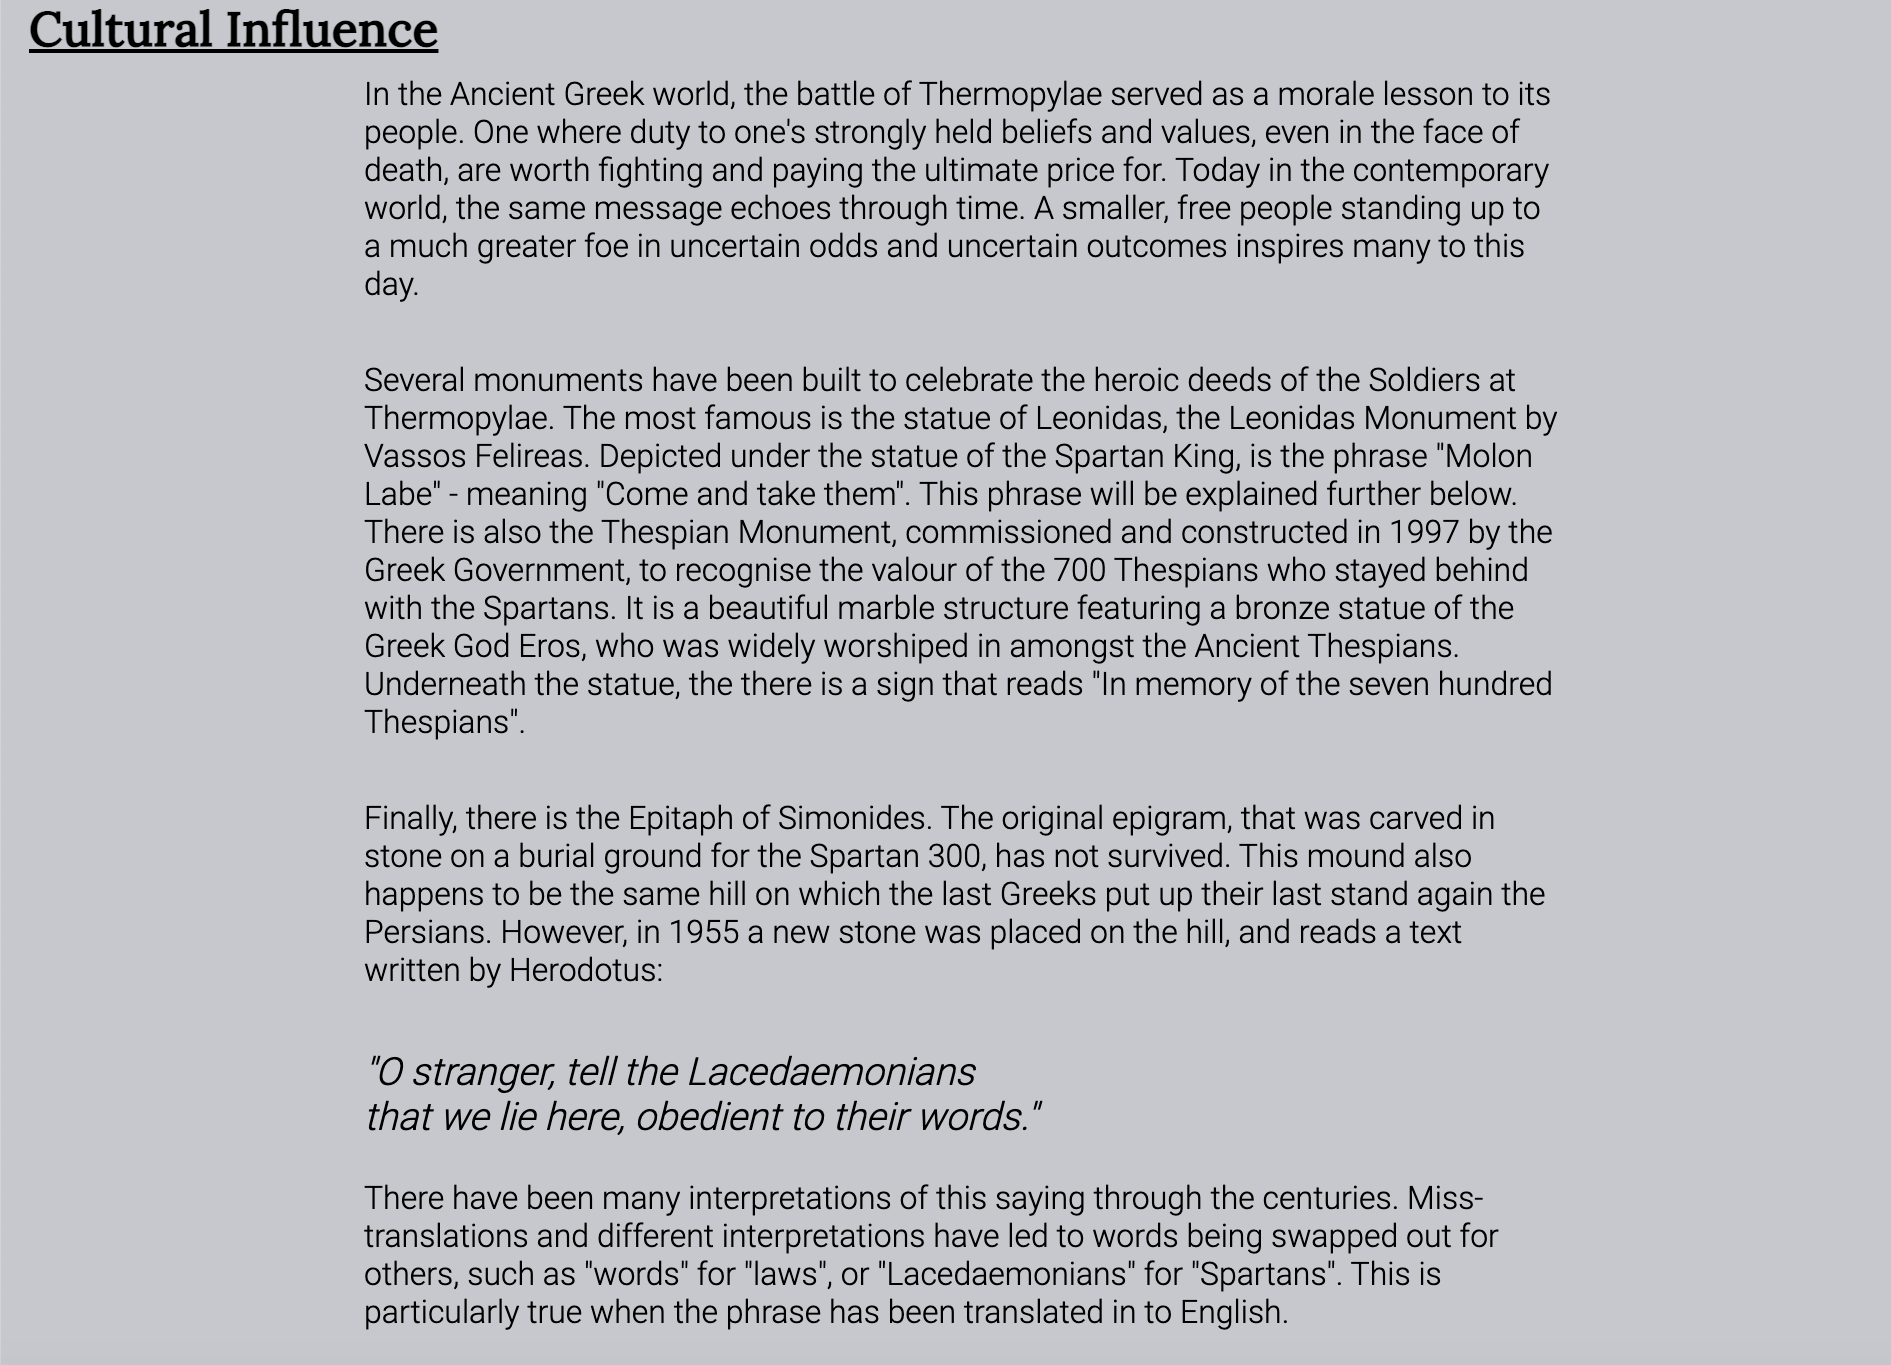 Cultural Influence
In the Ancient Greek world, the battle of Thermopylae served as a morale lesson to its
people. One where duty to one's strongly held beliefs and values, even in the face of
death, are worth fighting and paying the ultimate price for. Today in the contemporary
world, the same message echoes through time. A smaller, free people standing up to
a much greater foe in uncertain odds and uncertain outcomes inspires many to this
day.
Several monuments have been built to celebrate the heroic deeds of the Soldiers at
Thermopylae. The most famous is the statue of Leonidas, the Leonidas Monument by
Vassos Felireas. Depicted under the statue of the Spartan King, is the phrase "Molon
Labe" - meaning "Come and take them". This phrase will be explained further below.
There is also the Thespian Monument, commissioned and constructed in 1997 by the
Greek Government, to recognise the valour of the 700 Thespians who stayed behind
with the Spartans. It is a beautiful marble structure featuring a bronze statue of the
Greek God Eros, who was widely worshiped in amongst the Ancient Thespians.
Underneath the statue, the there is a sign that reads "In memory of the seven hundred
Thespians".
Finally, there is the Epitaph of Simonides. The original epigram, that was carved in
stone on a burial ground for the Spartan 300, has not survived. This mound also
happens to be the same hill on which the last Greeks put up their last stand again the
Persians. However, in 1955 a new stone was placed on the hill, and reads a text
written by Herodotus:
"O stranger, tell the Lacedaemonians
that we lie here, obedient to their words."
There have been many interpretations of this saying through the centuries. Miss-
translations and different interpretations have led to words being swapped out for
others, such as "words" for "laws", or "Lacedaemonians" for "Spartans". This is
particularly true when the phrase has been translated in to English.